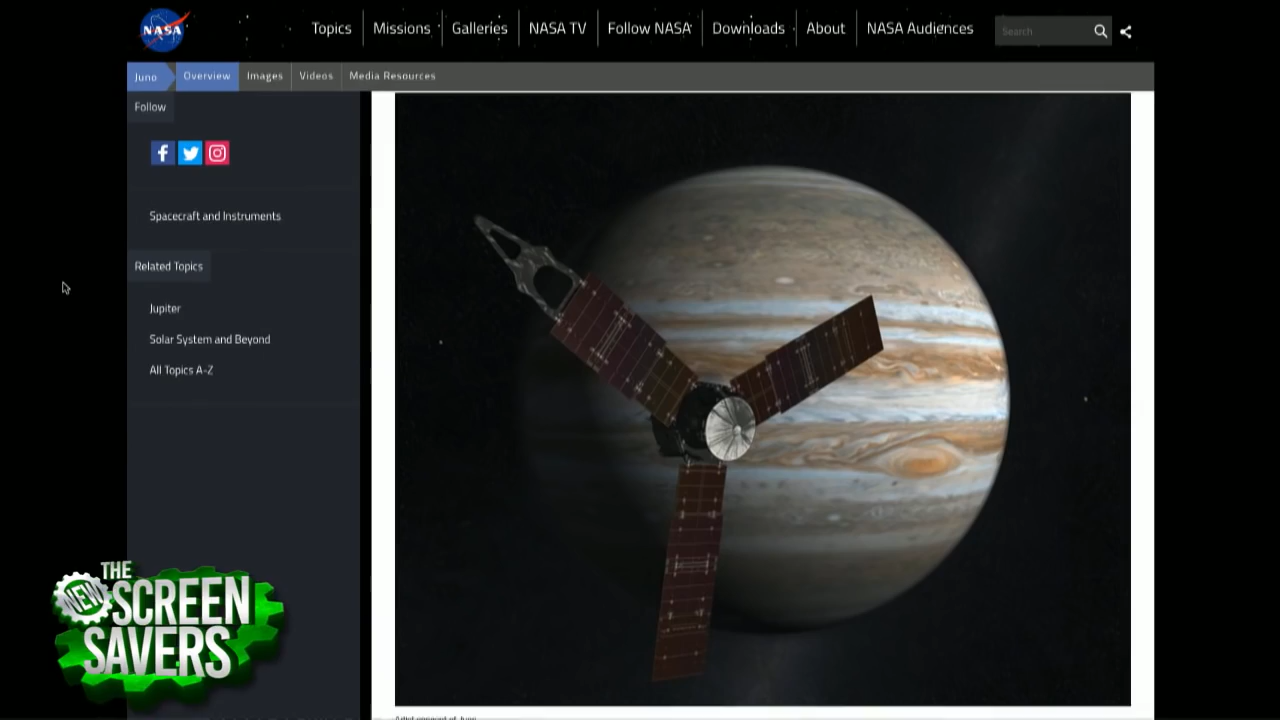 NASA
Topics Missions Galleries NASA TV Follow NASA Downloads About NASA Audiences Search
Juno Overview Images Videos Media Resources
Follow
Spacecraft and Instruments
Related Topics
Jupiter
Solar System and Beyond
All Topics A-Z
THE
NEW SCREEN
SAVERS